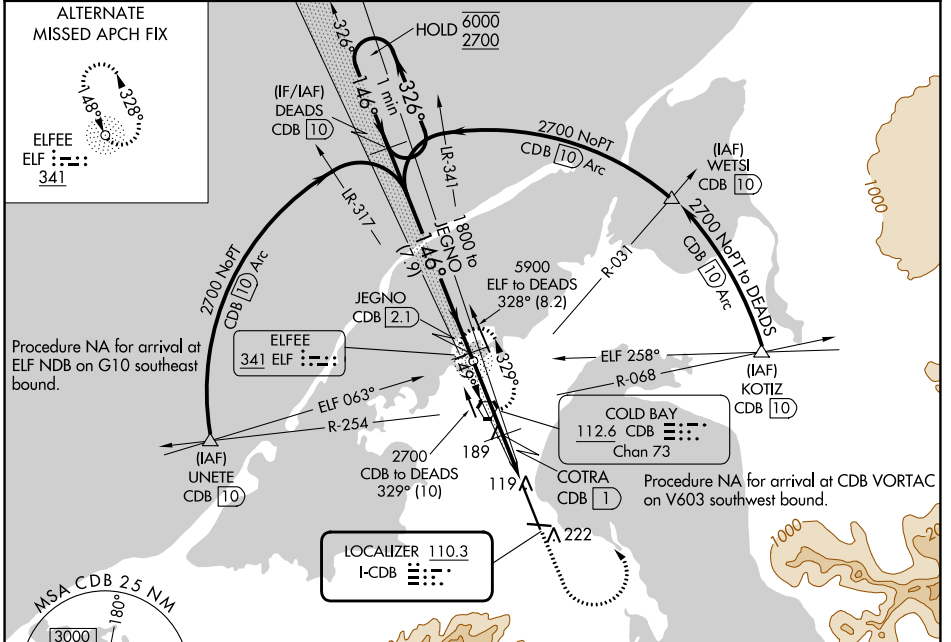 ALTERNATE
MISSED APCH FIX
148°
328°
ELFEE
ELF
341
326°
HOLD
6000
2700
146°
1 min
326°
(IF/IAF)
DEADS
CDB 10
LR-317
LR-341
2700 NoPT
CDB 10 Arc
(IAF)
WETSI
CDB 10
2700 NoPT to DEADS
CDB 10 Arc
R-031
1000
2700 NoPT
CDB 10 Arc
146°
(7.9)
1800 to
JEGNO
5900
ELF to DEADS
328° (8.2)
JEGNO
CDB 2.1
Procedure NA for arrival at
ELF NDB on G10 southeast
bound.
ELFEE
341 ELF
149°
329°
ELF 258°
R-068
(IAF)
KOTIZ
CDB 10
ELF 063°
R-254
(IAF)
UNETE
CDB 10
COLD BAY
112.6 CDB
Chan 73
2700
CDB to DEADS
329° (10)
189
119
COTRA
CDB 1
Procedure NA for arrival at CDB VORTAC
on V603 southwest bound.
222
LOCALIZER 110.3
I-CDB
1000
MSA CDB 25 NM
180°
3000